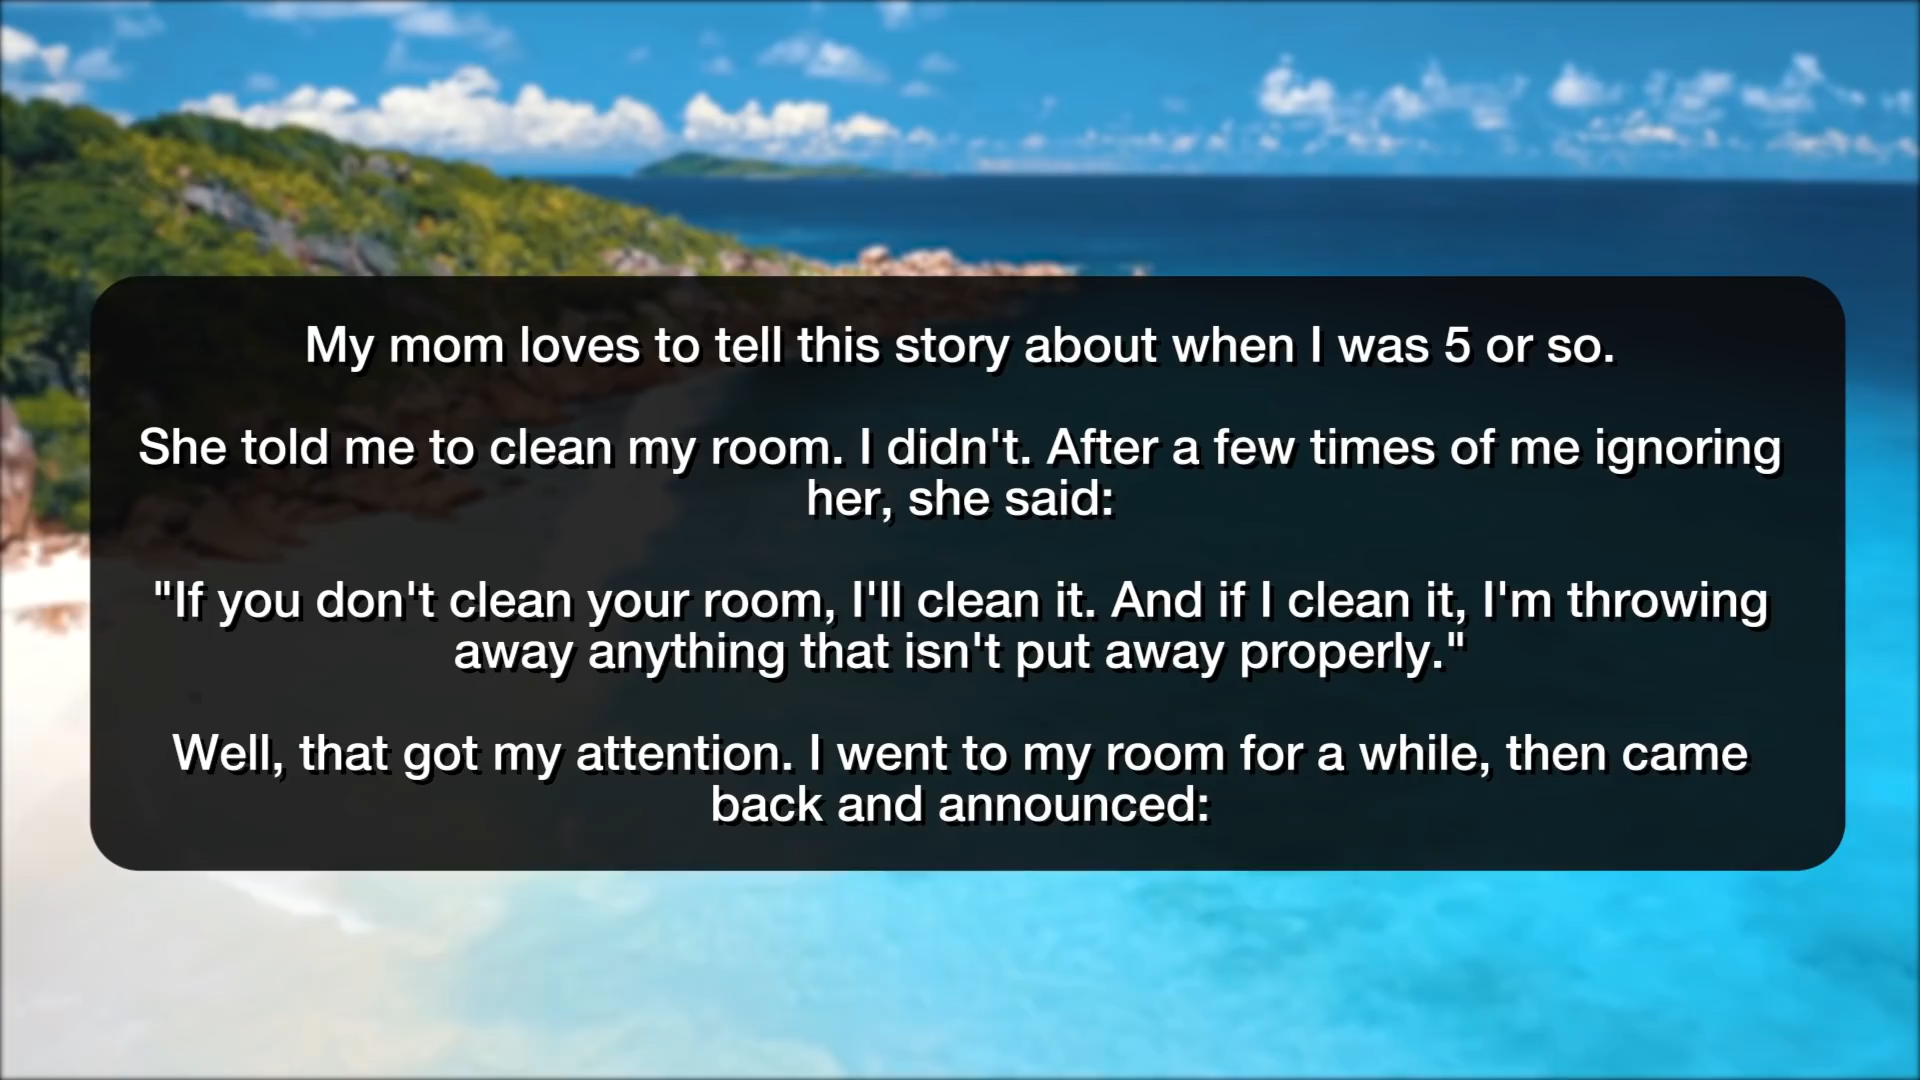 My mom loves to tell this story about when I was 5 or so.
She told me to clean my room. I didn't. After a few times of me ignoring
her, she said:
"If you don't clean your room, I'll clean it. And if I clean it, I'm throwing
away anything that isn't put away properly."
Well, that got my attention. I went to my room for a while, then came
back and announced: